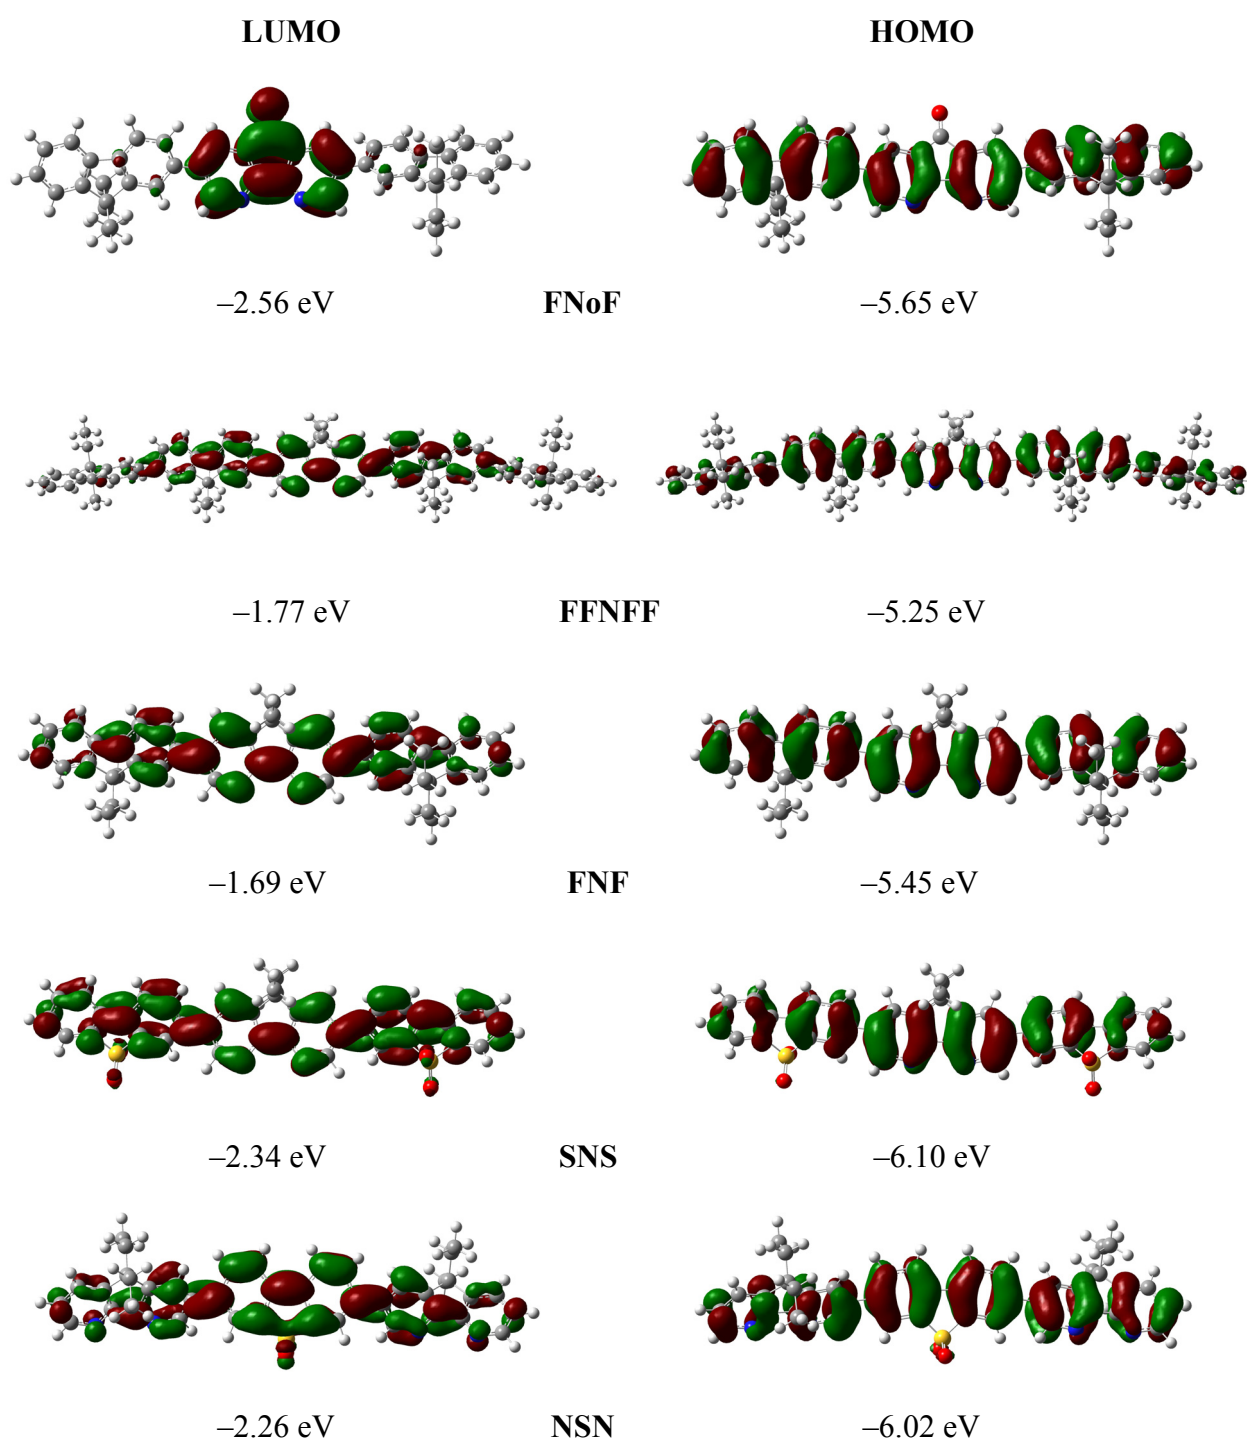 LUMO HOMO
–2.56 eV FNoF –5.65 eV
–1.77 eV FFNFF –5.25 eV
–1.69 eV FNF –5.45 eV
–2.34 eV SNS –6.10 eV
–2.26 eV NSN –6.02 eV